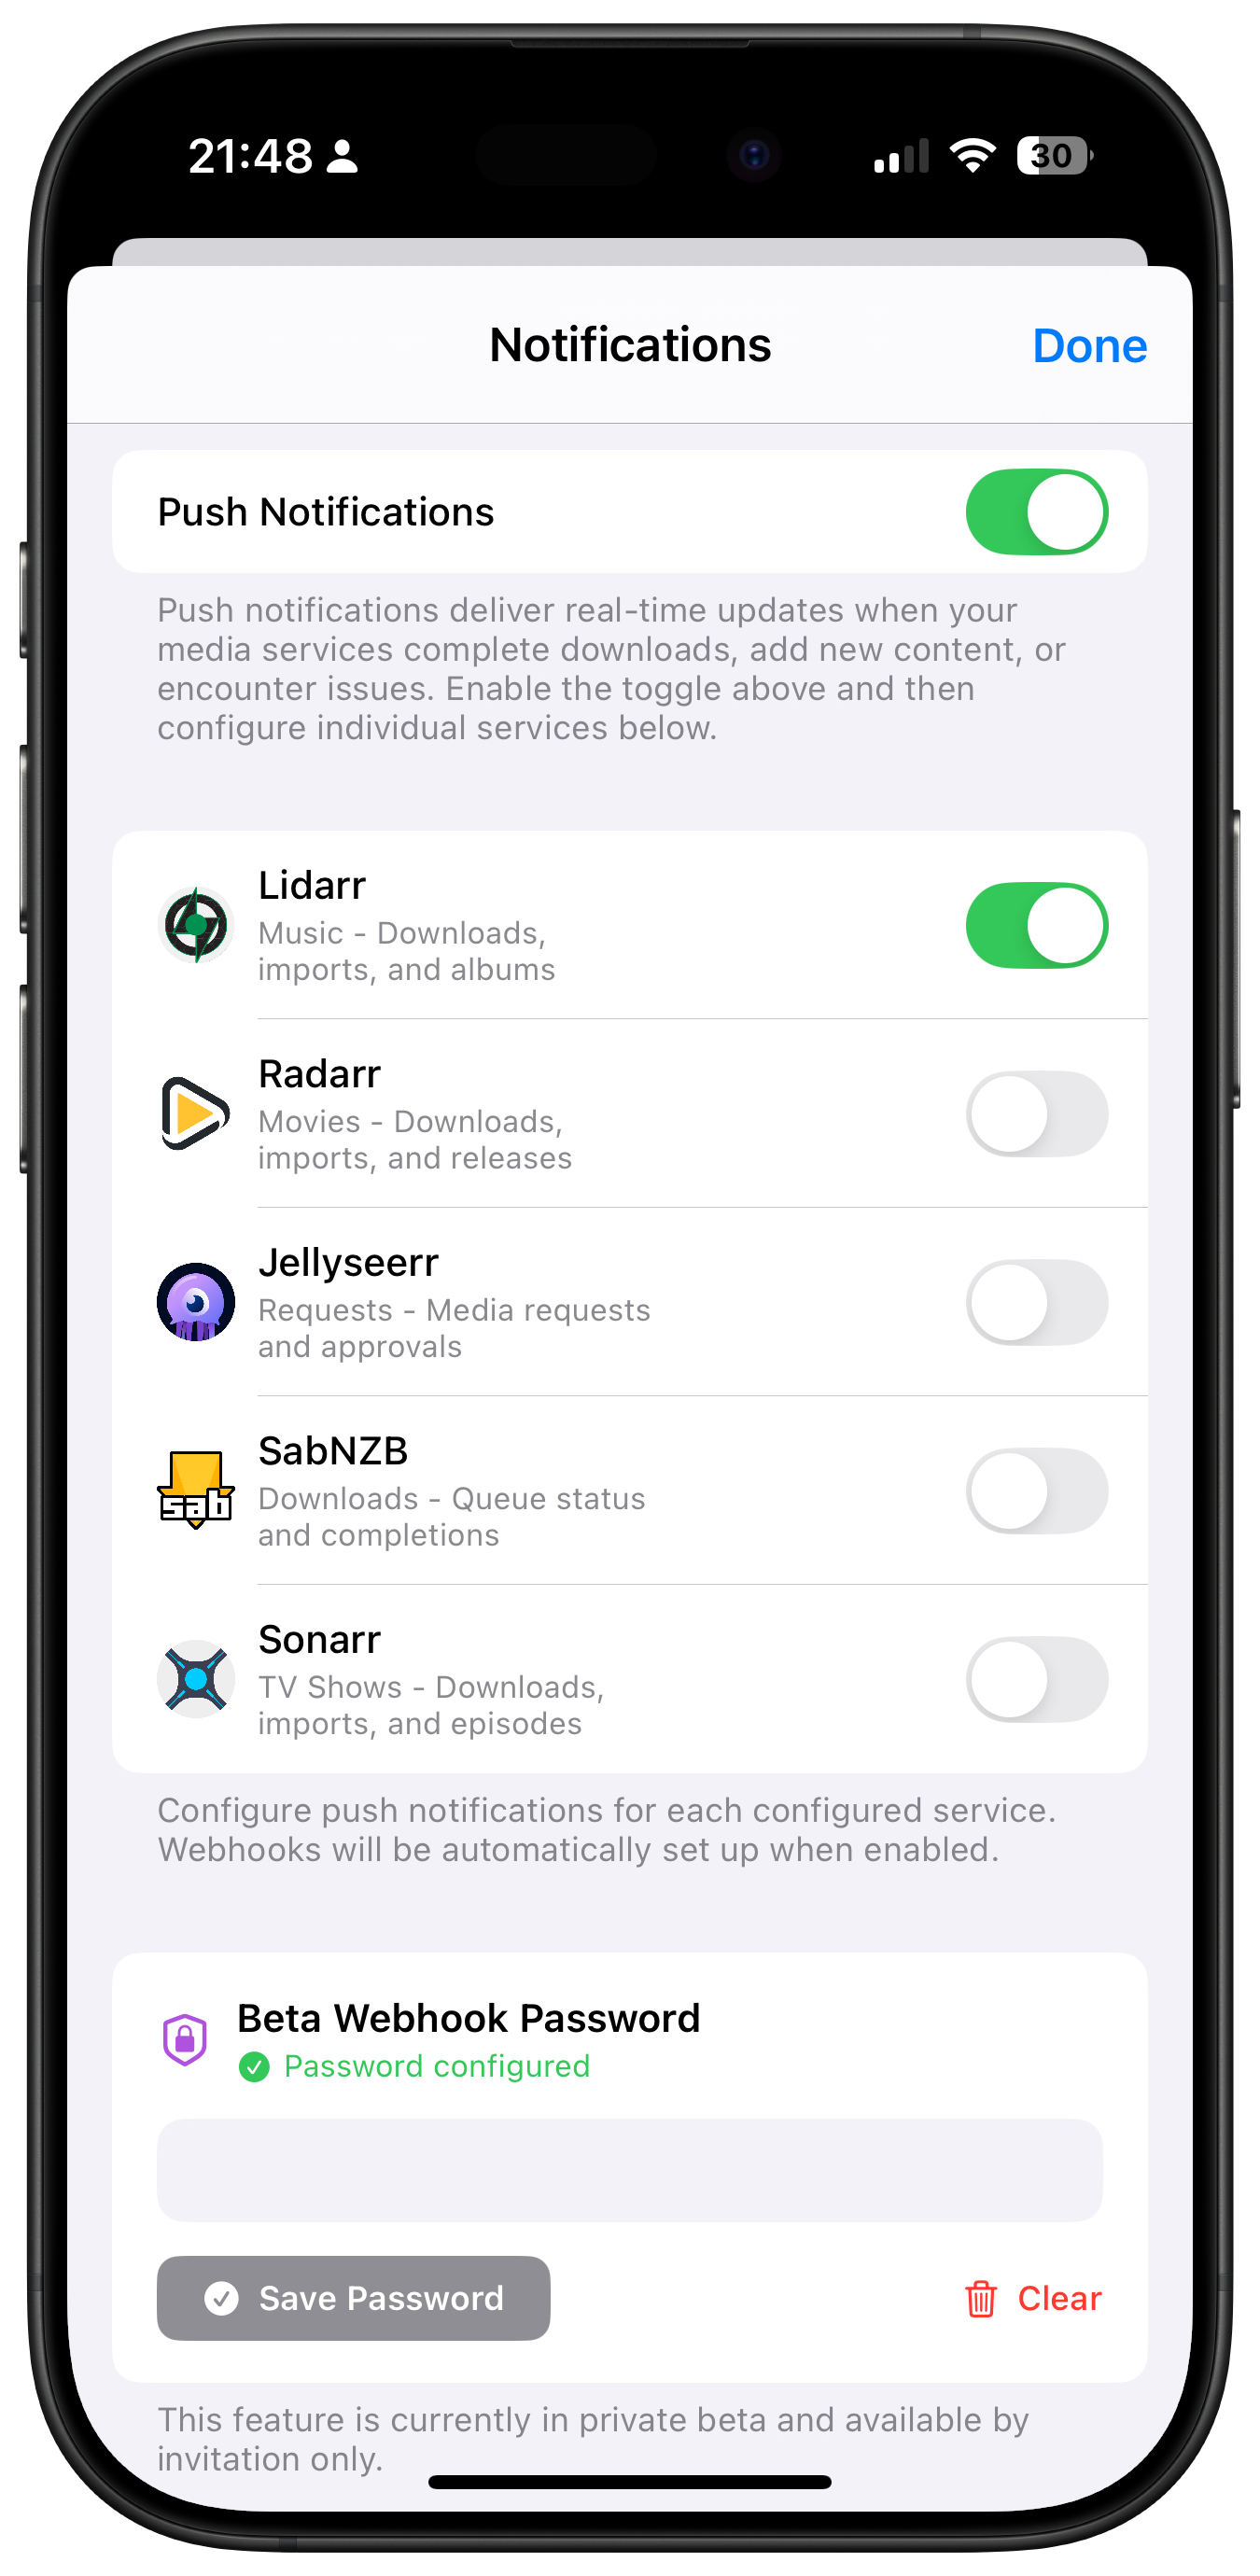 21:48
30
Notifications
Done
Push Notifications
Push notifications deliver real-time updates when your
media services complete downloads, add new content, or
encounter issues. Enable the toggle above and then
configure individual services below.
Lidarr
Music - Downloads,
imports, and albums
Radarr
Movies - Downloads,
imports, and releases
Jellyseerr
Requests - Media requests
and approvals
sab
SabNZB
Downloads - Queue status
and completions
Sonarr
TV Shows - Downloads,
imports, and episodes
Configure push notifications for each configured service.
Webhooks will be automatically set up when enabled.
Beta Webhook Password
Password configured
Save Password
Clear
This feature is currently in private beta and available by
invitation only.